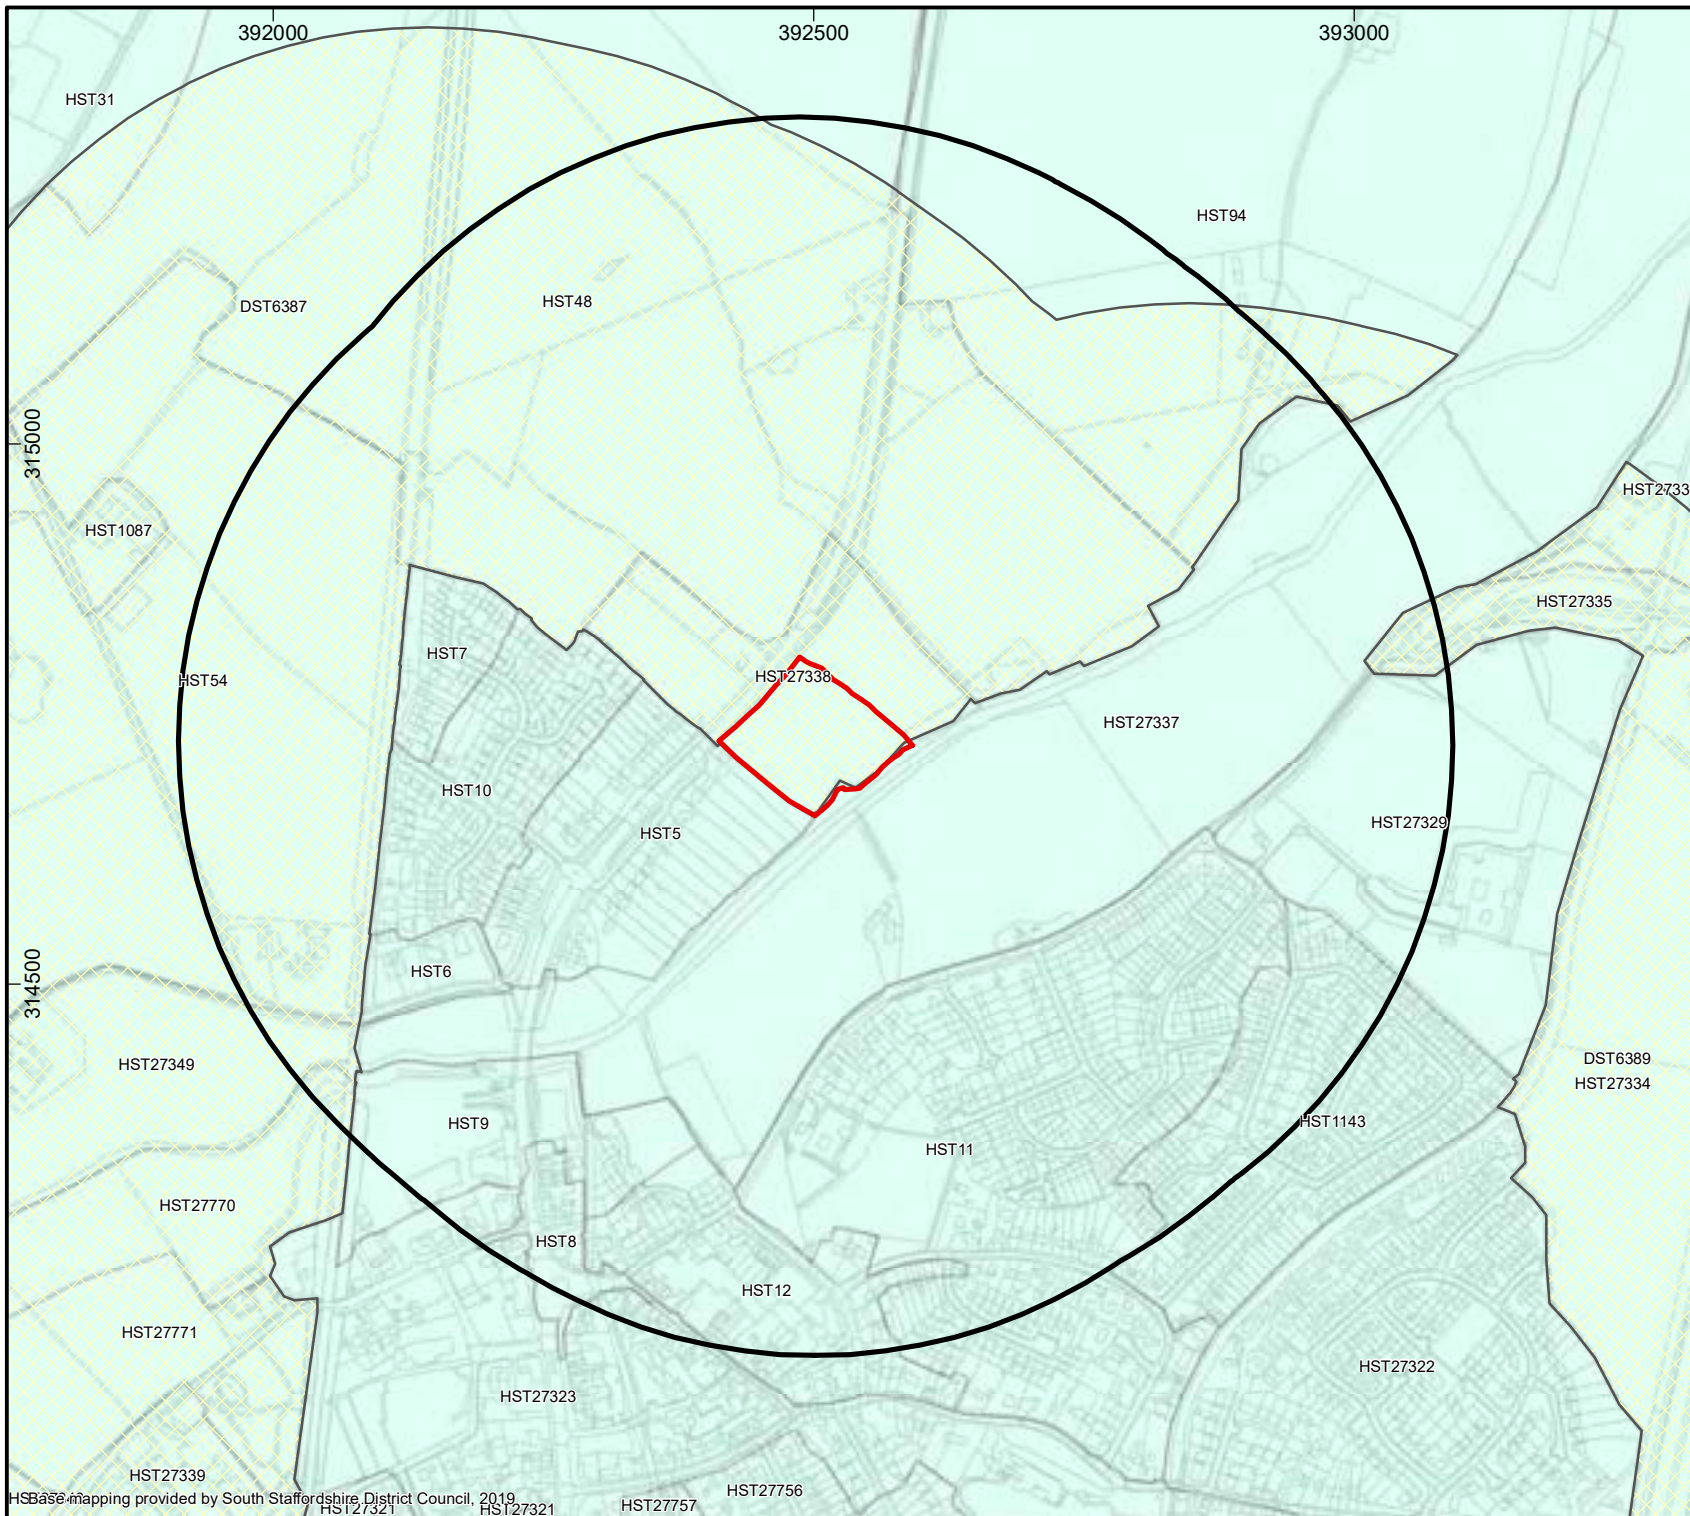 392000
392500
393000
HST31
HST94
DST6387
HST48
315000
HST2733
HST1087
HST27335
HST7
HST27338
HST54
HST27337
HST10
HST5
HST27329
HST6
314500
HST27349
DST6389
HST27334
HST9
HST1143
HST11
HST27770
HST8
HST12
HST27771
HST27322
HST27323
HST27339
HST27756
Base mapping provided by South Staffordshire District Council, 2019
HST27321
HST27321
HST27757